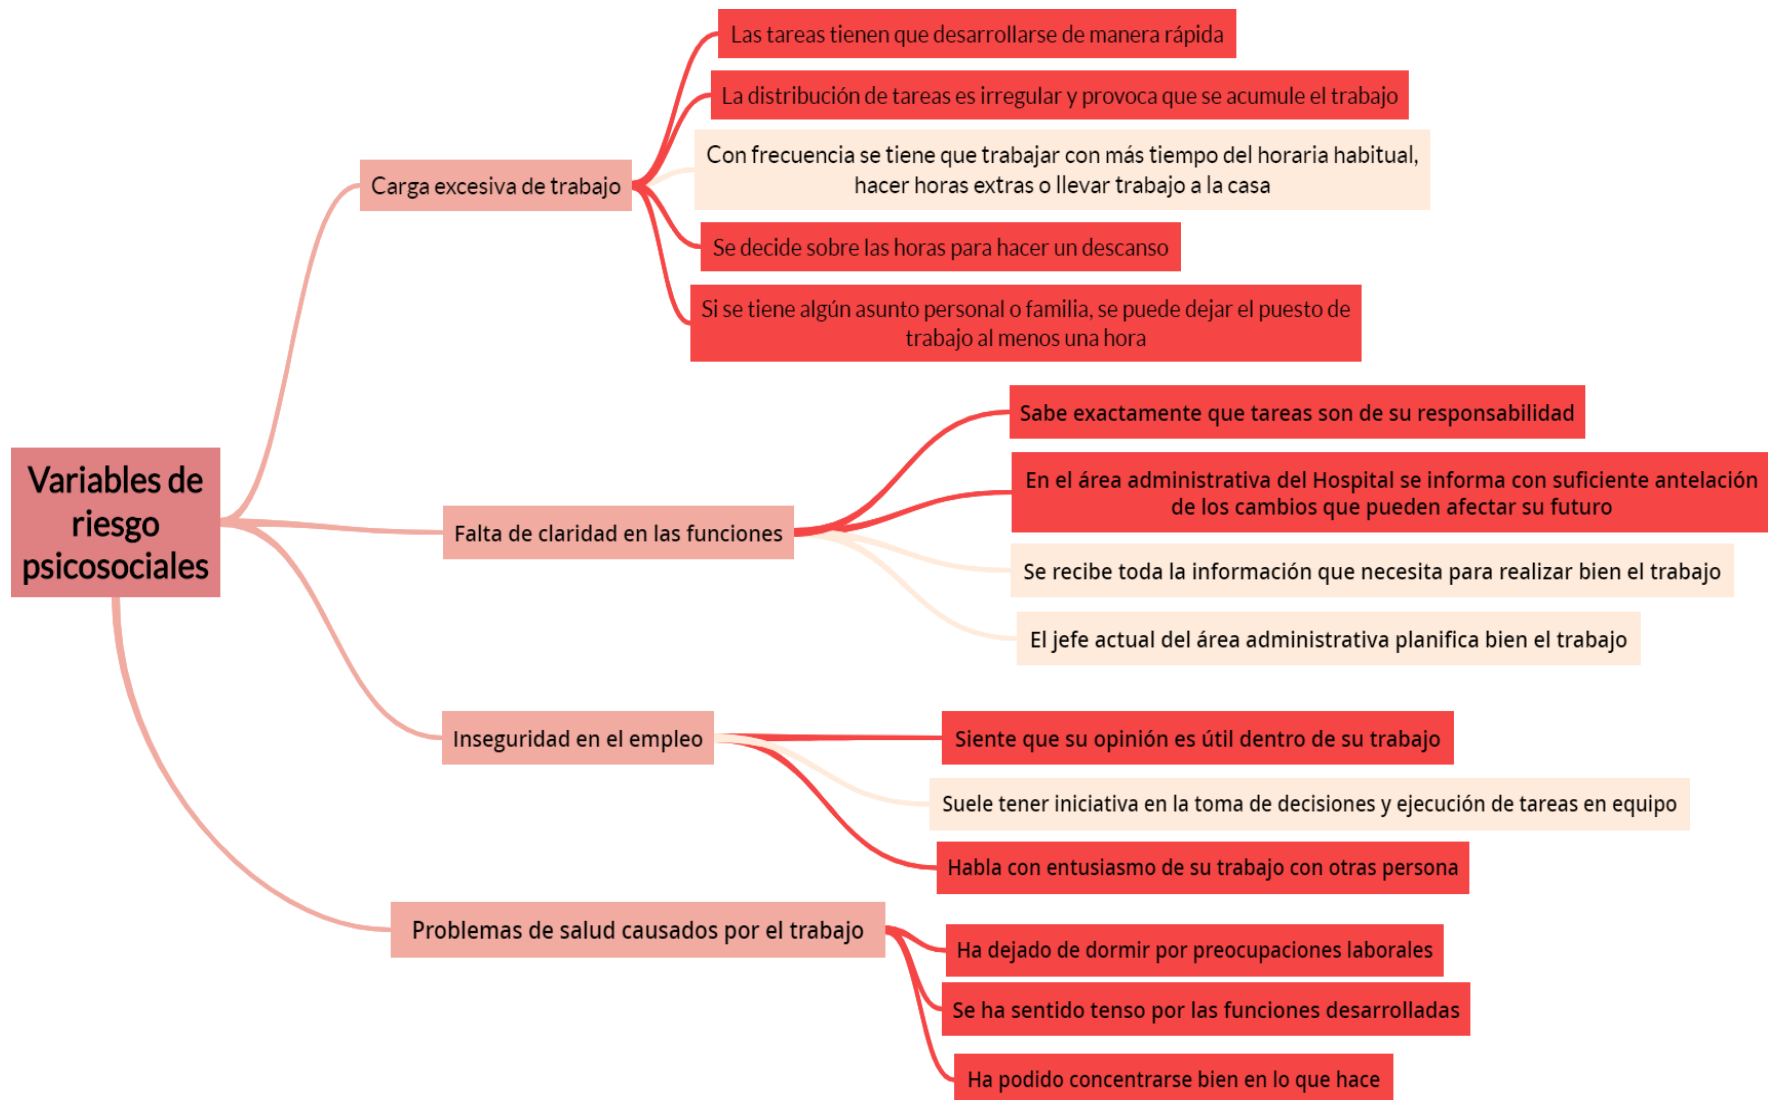 Variables de
riesgo
psicosociales
Carga excesiva de trabajo
Las tareas tienen que desarrollarse de manera rápida
La distribución de tareas es irregular y provoca que se acumule el trabajo
Con frecuencia se tiene que trabajar con más tiempo del horaria habitual,
hacer horas extras o llevar trabajo a la casa
Se decide sobre las horas para hacer un descanso
Si se tiene algún asunto personal o familia, se puede dejar el puesto de
trabajo al menos una hora
Falta de claridad en las funciones
Sabe exactamente que tareas son de su responsabilidad
En el área administrativa del Hospital se informa con suficiente antelación
de los cambios que pueden afectar su futuro
Se recibe toda la información que necesita para realizar bien el trabajo
El jefe actual del área administrativa planifica bien el trabajo
Inseguridad en el empleo
Siente que su opinión es útil dentro de su trabajo
Suele tener iniciativa en la toma de decisiones y ejecución de tareas en equipo
Habla con entusiasmo de su trabajo con otras persona
Problemas de salud causados por el trabajo
Ha dejado de dormir por preocupaciones laborales
Se ha sentido tenso por las funciones desarrolladas
Ha podido concentrarse bien en lo que hace